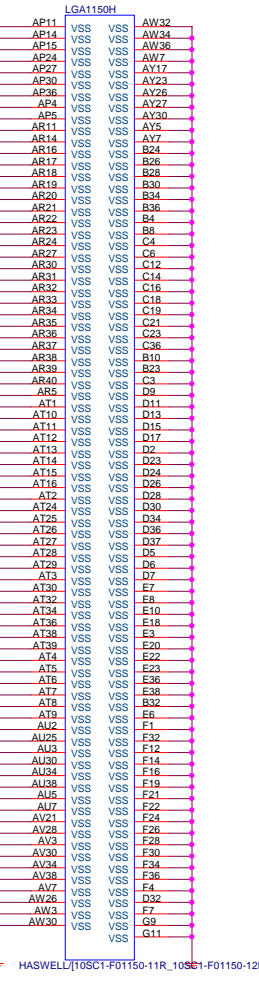 LGA1150H
AP11 VSS VSS AW32
AP14 VSS VSS AW34
AP15 VSS VSS AW36
AP24 VSS VSS AW7
AP27 VSS VSS AY17
AP30 VSS VSS AY23
AP36 VSS VSS AY26
AP4 VSS VSS AY27
AP5 VSS VSS AY30
AR11 VSS VSS AY5
AR14 VSS VSS AY7
AR16 VSS VSS B24
AR17 VSS VSS B26
AR18 VSS VSS B28
AR19 VSS VSS B30
AR20 VSS VSS B34
AR21 VSS VSS B36
AR22 VSS VSS B4
AR23 VSS VSS B8
AR24 VSS VSS C4
AR27 VSS VSS C6
AR30 VSS VSS C12
AR31 VSS VSS C14
AR32 VSS VSS C16
AR33 VSS VSS C18
AR34 VSS VSS C19
AR35 VSS VSS C21
AR36 VSS VSS C23
AR37 VSS VSS C36
AR38 VSS VSS B10
AR39 VSS VSS B23
AR40 VSS VSS C3
AR5 VSS VSS D9
AT1 VSS VSS D11
AT10 VSS VSS D13
AT11 VSS VSS D15
AT12 VSS VSS D17
AT13 VSS VSS D2
AT14 VSS VSS D23
AT15 VSS VSS D24
AT16 VSS VSS D26
AT2 VSS VSS D28
AT24 VSS VSS D30
AT25 VSS VSS D34
AT26 VSS VSS D36
AT27 VSS VSS D37
AT28 VSS VSS D5
AT29 VSS VSS D6
AT3 VSS VSS D7
AT30 VSS VSS E7
AT32 VSS VSS E8
AT34 VSS VSS E10
AT36 VSS VSS E18
AT38 VSS VSS E3
AT39 VSS VSS E20
AT4 VSS VSS E22
AT5 VSS VSS E23
AT6 VSS VSS E36
AT7 VSS VSS E38
AT8 VSS VSS B32
AT9 VSS VSS E6
AU2 VSS VSS F1
AU25 VSS VSS F32
AU3 VSS VSS F12
AU30 VSS VSS F14
AU34 VSS VSS F16
AU38 VSS VSS F19
AU5 VSS VSS F21
AU7 VSS VSS F22
AV21 VSS VSS F24
AV28 VSS VSS F26
AV3 VSS VSS F28
AV30 VSS VSS F30
AV34 VSS VSS F34
AV38 VSS VSS F36
AV7 VSS VSS F4
AW26 VSS VSS D32
AW3 VSS VSS F7
AW30 VSS VSS G9
VSS G11
HASWELL/[10SC1-F01150-11R_10SC1-F01150-12